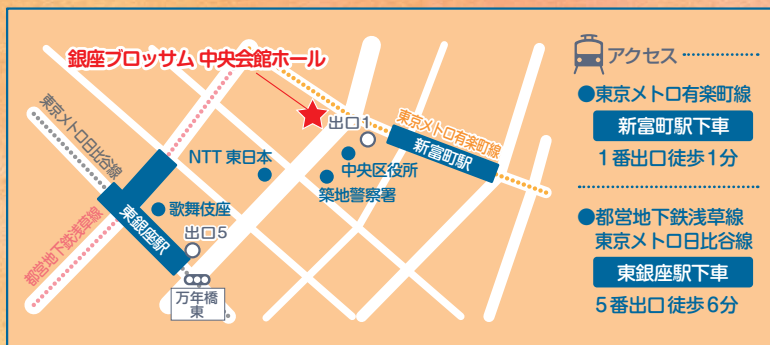 銀座ブロッサム 中央会館ホール
東京メトロ日比谷線
都営地下鉄浅草線
東銀座駅
NTT 東日本
歌舞伎座
出口5
万年橋
東
出口1
東京メトロ有楽町線
新富町駅
中央区役所
築地警察署
アクセス
●東京メトロ有楽町線
新富町駅下車
1番出口徒歩1分
●都営地下鉄浅草線
東京メトロ日比谷線
東銀座駅下車
5番出口徒歩6分